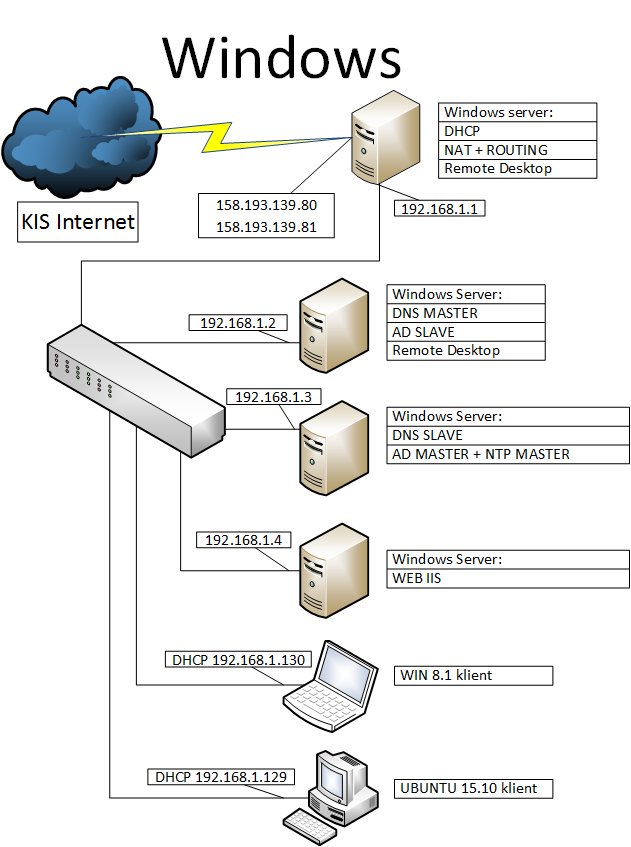 Windows
Windows server:
DHCP
NAT + ROUTING
Remote Desktop
158.193.139.80
158.193.139.81
192.168.1.1
KIS Internet
192.168.1.2
Windows Server:
DNS MASTER
AD SLAVE
Remote Desktop
192.168.1.3
Windows Server:
DNS SLAVE
AD MASTER + NTP MASTER
192.168.1.4
Windows Server:
WEB IIS
DHCP 192.168.1.130
WIN 8.1 klient
DHCP 192.168.1.129
UBUNTU 15.10 klient